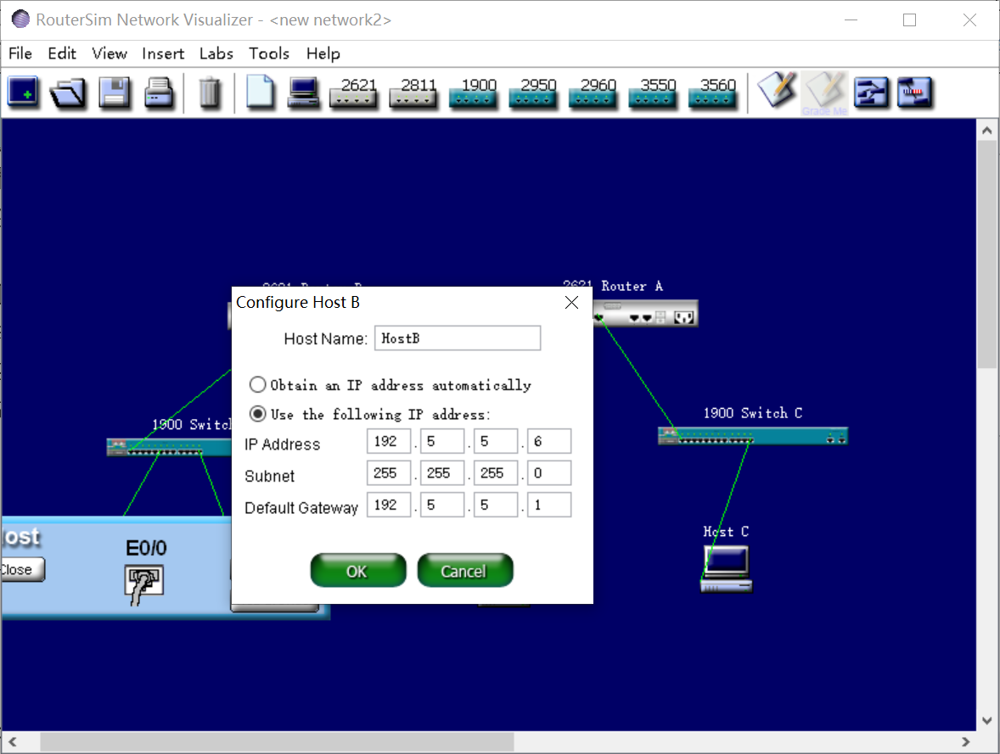 RouterSim Network Visualizer - <new network2>
File Edit View Insert Labs Tools Help
2621 2811 1900 2950 2960 3550 3560
Grade Me
2621 Router A
Configure Host B
Host Name: HostB
Obtain an IP address automatically
Use the following IP address:
IP Address 192 . 5 . 5 . 6
Subnet 255 . 255 . 255 . 0
Default Gateway 192 . 5 . 5 . 1
OK Cancel
1900 Switc
1900 Switch C
Host C
ost
Close
E0/0